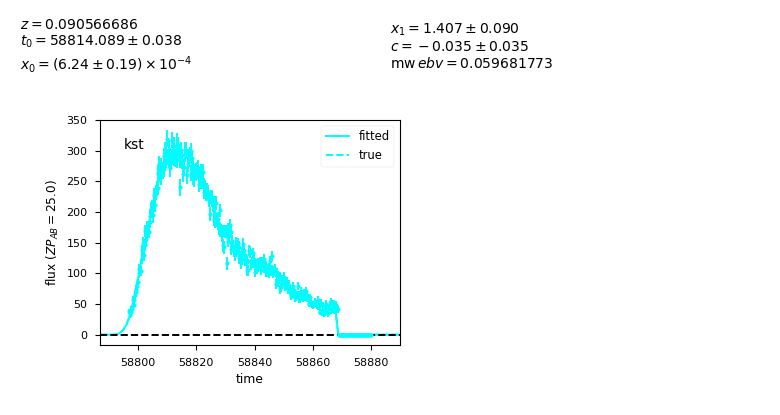 z = 0.090566686
t₀ = 58814.089 ± 0.038
x₀ = (6.24 ± 0.19) × 10⁻⁴
x₁ = 1.407 ± 0.090
c = −0.035 ± 0.035
mw ebv = 0.059681773
kst
fitted
true
350
300
250
200
150
100
50
0
flux (ZP_AB = 25.0)
58800 58820 58840 58860 58880
time